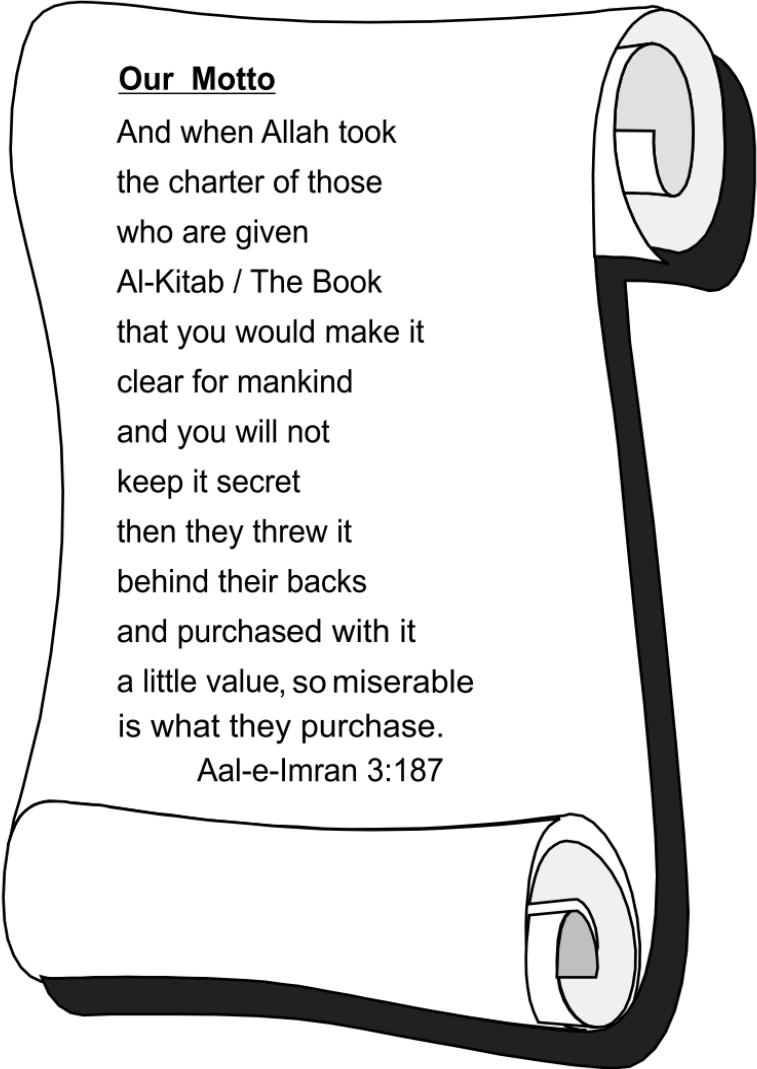 Our Motto
And when Allah took
the charter of those
who are given
Al-Kitab / The Book
that you would make it
clear for mankind
and you will not
keep it secret
then they threw it
behind their backs
and purchased with it
a little value, so miserable
is what they purchase.
Aal-e-Imran 3:187